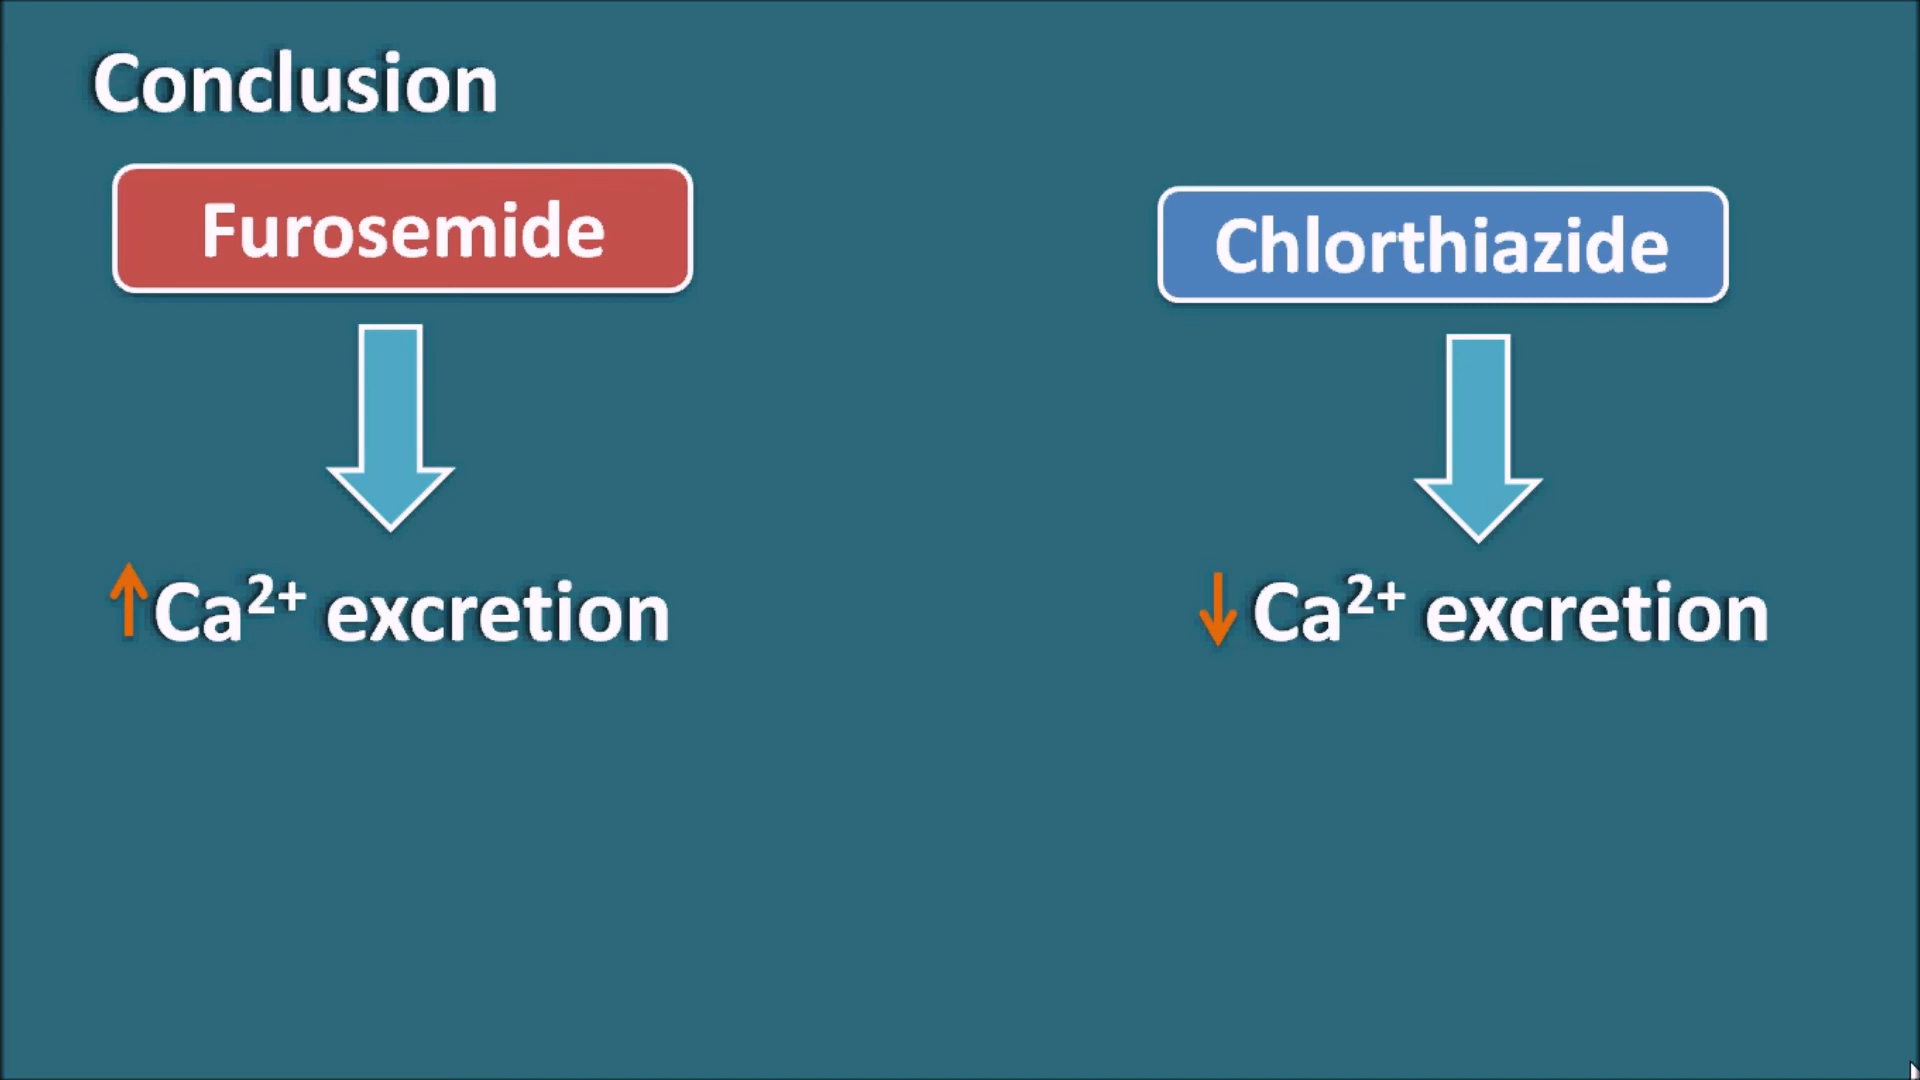 Conclusion
Furosemide
Chlorthiazide
↑Ca²⁺ excretion
↓Ca²⁺ excretion